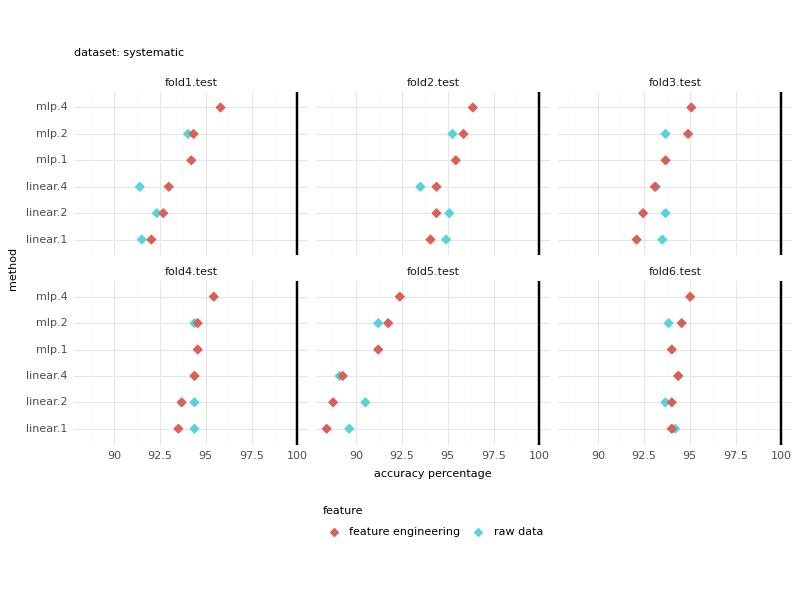 dataset: systematic
fold1.test fold2.test fold3.test
mlp.4
mlp.2
mlp.1
linear.4
linear.2
linear.1
method
fold4.test fold5.test fold6.test
mlp.4
mlp.2
mlp.1
linear.4
linear.2
linear.1
90 92.5 95 97.5 100 90 92.5 95 97.5 100 90 92.5 95 97.5 100
accuracy percentage
feature
feature engineering raw data